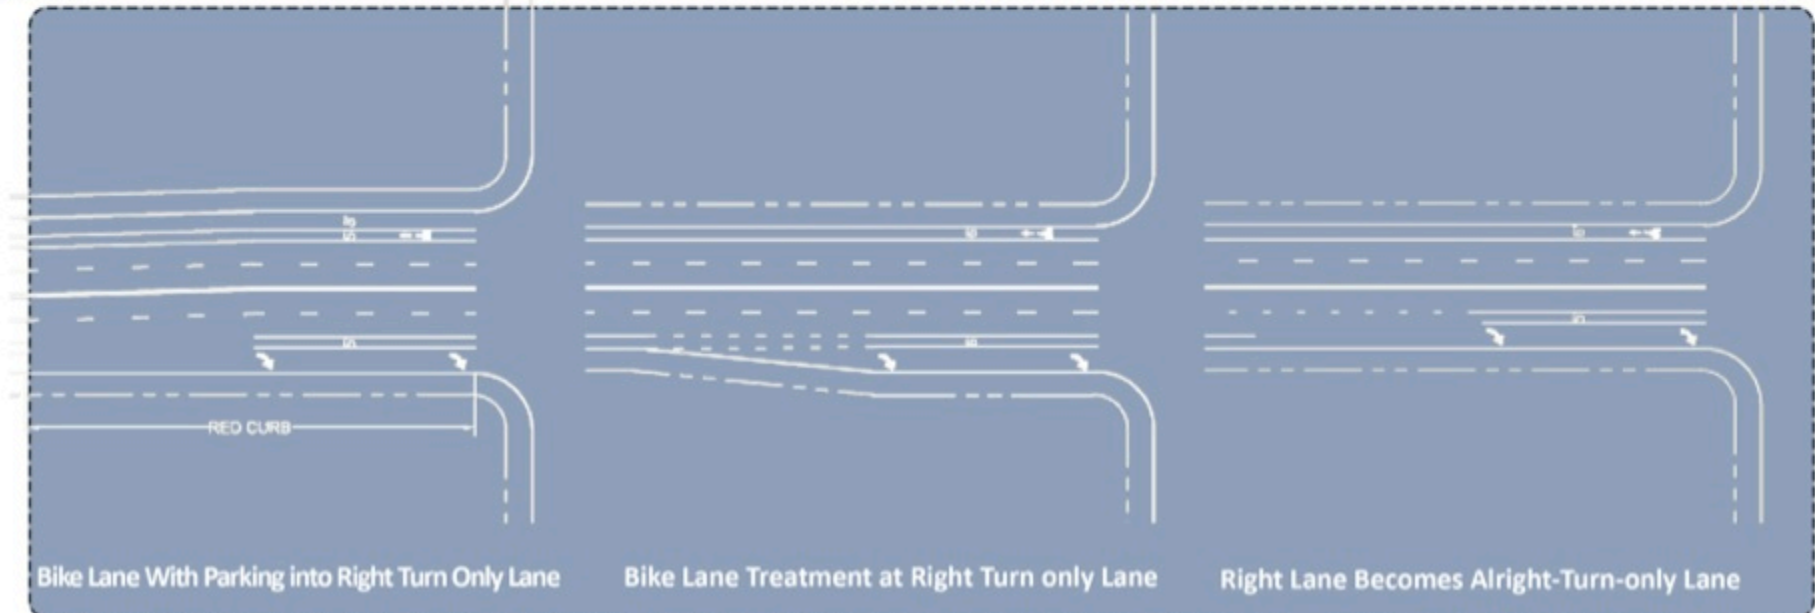 RED CURB
Bike Lane With Parking into Right Turn Only Lane
Bike Lane Treatment at Right Turn only Lane
Right Lane Becomes Alright-Turn-only Lane